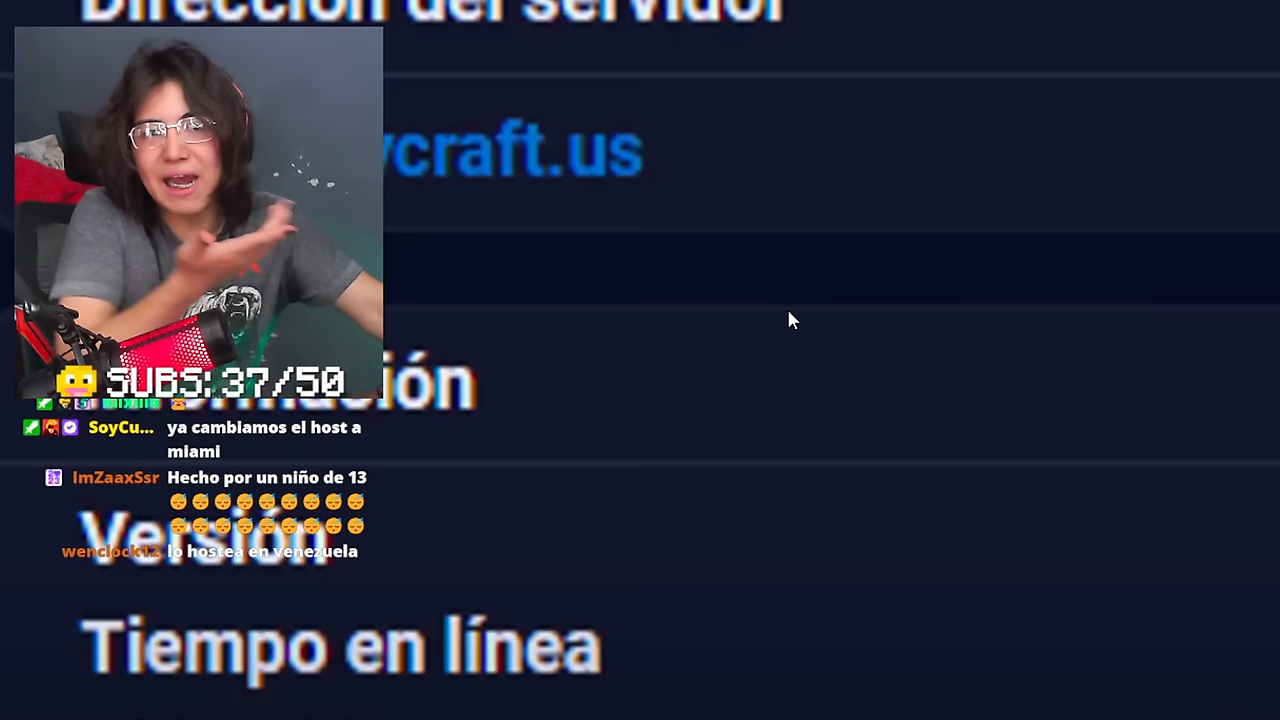 Dirección del servidor
ycraft.us
SUBS: 37/50
ión
SoyCu... ya cambiamos el host a
miami
ImZaaxSsr Hecho por un niño de 13
😴😴😴😴😴😴😴😴😴
😴😴😴😴😴😴😴😴😴
Versión
wenclock12 lo hostea en venezuela
Tiempo en línea